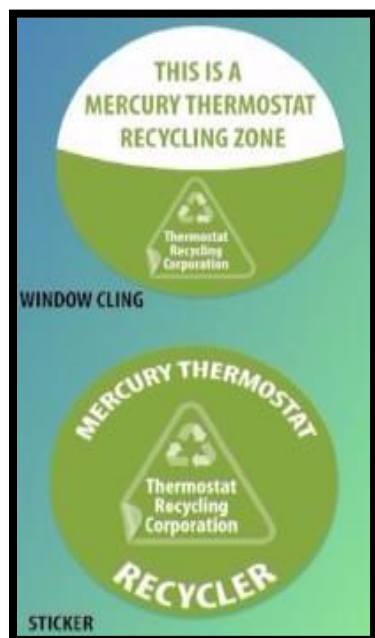 THIS IS A
MERCURY THERMOSTAT
RECYCLING ZONE
Thermostat
Recycling
Corporation
WINDOW CLING
MERCURY THERMOSTAT
Thermostat
Recycling
Corporation
RECYCLER
STICKER